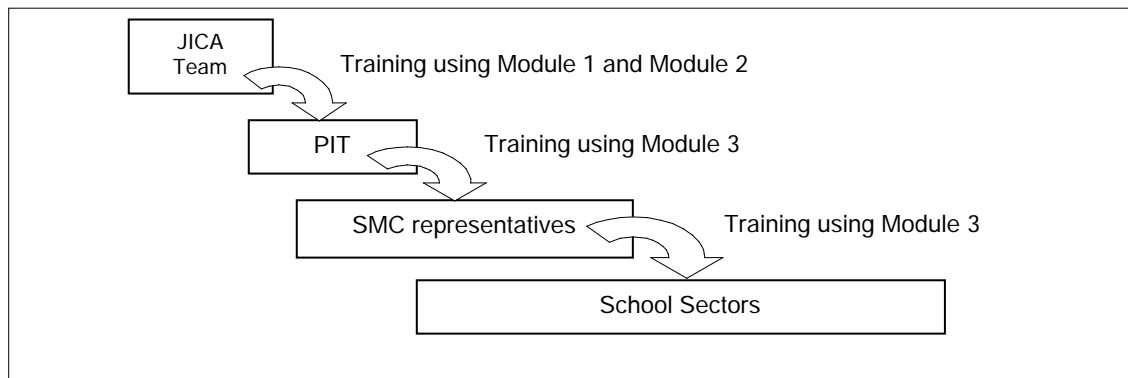 JICA
Team
Training using Module 1 and Module 2
PIT
Training using Module 3
SMC representatives
Training using Module 3
School Sectors